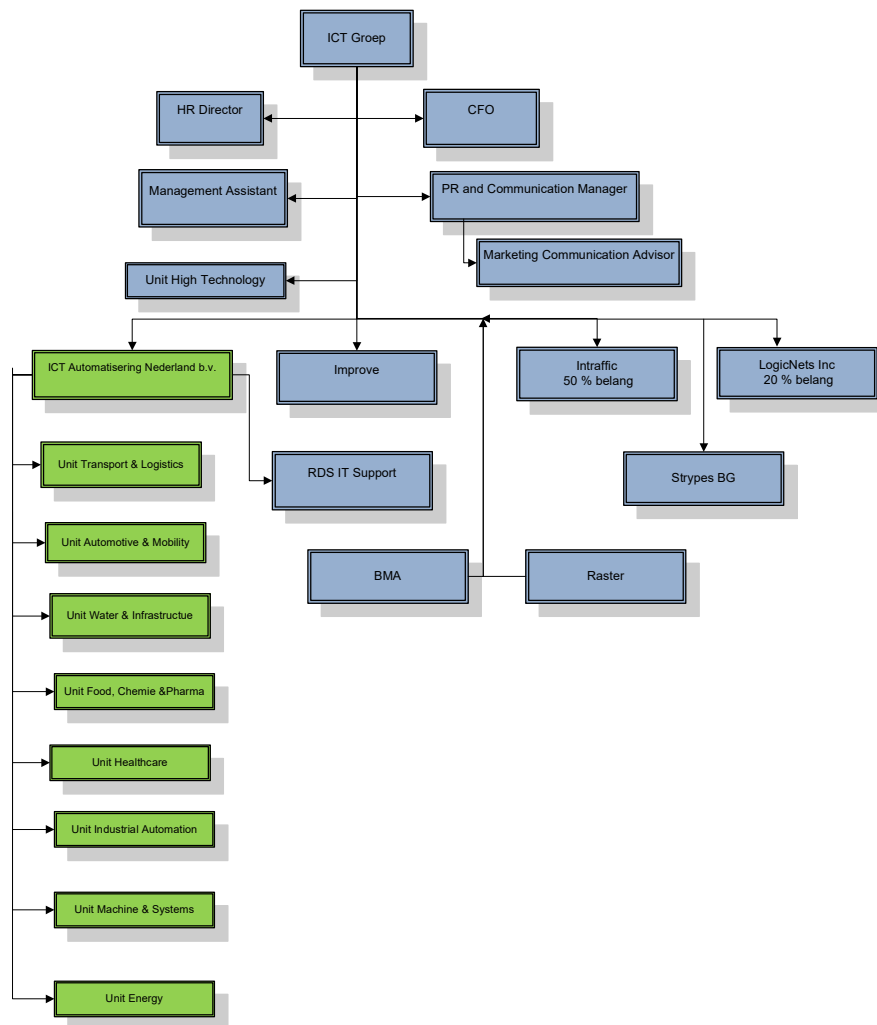 ICT Groep
HR Director
CFO
Management Assistant
PR and Communication Manager
Marketing Communication Advisor
Unit High Technology
ICT Automatisering Nederland b.v.
Improve
Intraffic
50 % belang
LogicNets Inc
20 % belang
Unit Transport & Logistics
RDS IT Support
Strypes BG
Unit Automotive & Mobility
BMA
Raster
Unit Water & Infrastructue
Unit Food, Chemie &Pharma
Unit Healthcare
Unit Industrial Automation
Unit Machine & Systems
Unit Energy